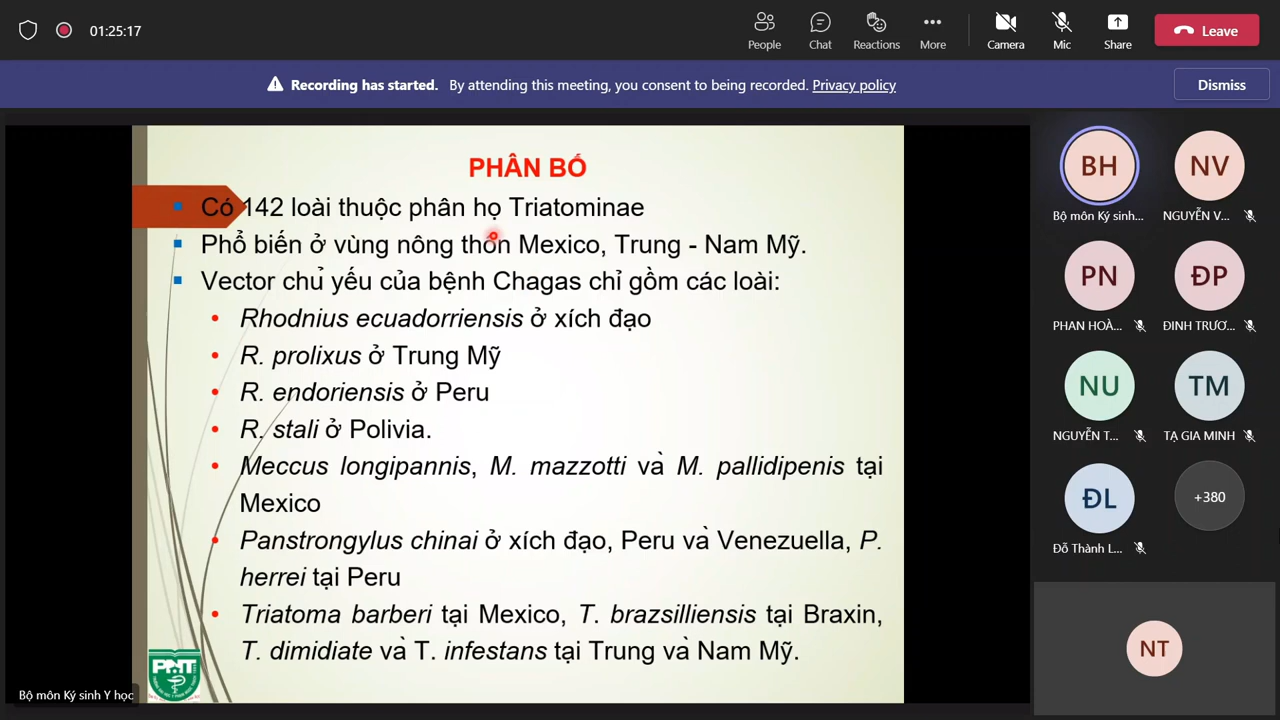 01:25:17
People
Chat
Reactions
More
Camera
Mic
Share
Leave
Recording has started. By attending this meeting, you consent to being recorded. Privacy policy
Dismiss
PHÂN BỐ
Có 142 loài thuộc phân họ Triatominae
Phổ biến ở vùng nông thôn Mexico, Trung - Nam Mỹ.
Vector chủ yếu của bệnh Chagas chỉ gồm các loài:
Rhodnius ecuadorriensis ở xích đạo
R. prolixus ở Trung Mỹ
R. endoriensis ở Peru
R. stali ở Polivia.
Meccus longipannis, M. mazzotti và M. pallidipenis tại
Mexico
Panstrongylus chinai ở xích đạo, Peru và Venezuella, P.
herrei tại Peru
Triatoma barberi tại Mexico, T. brazsilliensis tại Braxin,
T. dimidiate và T. infestans tại Trung và Nam Mỹ.
PNT
Bộ môn Ký sinh Y học
BH
NV
Bộ môn Ký sinh...
NGUYỄN V...
PN
ĐP
PHAN HOÀ...
ĐINH TRƯƠ...
NU
TM
NGUYỄN T...
TẠ GIA MINH
ĐL
+380
Đỗ Thành L...
NT